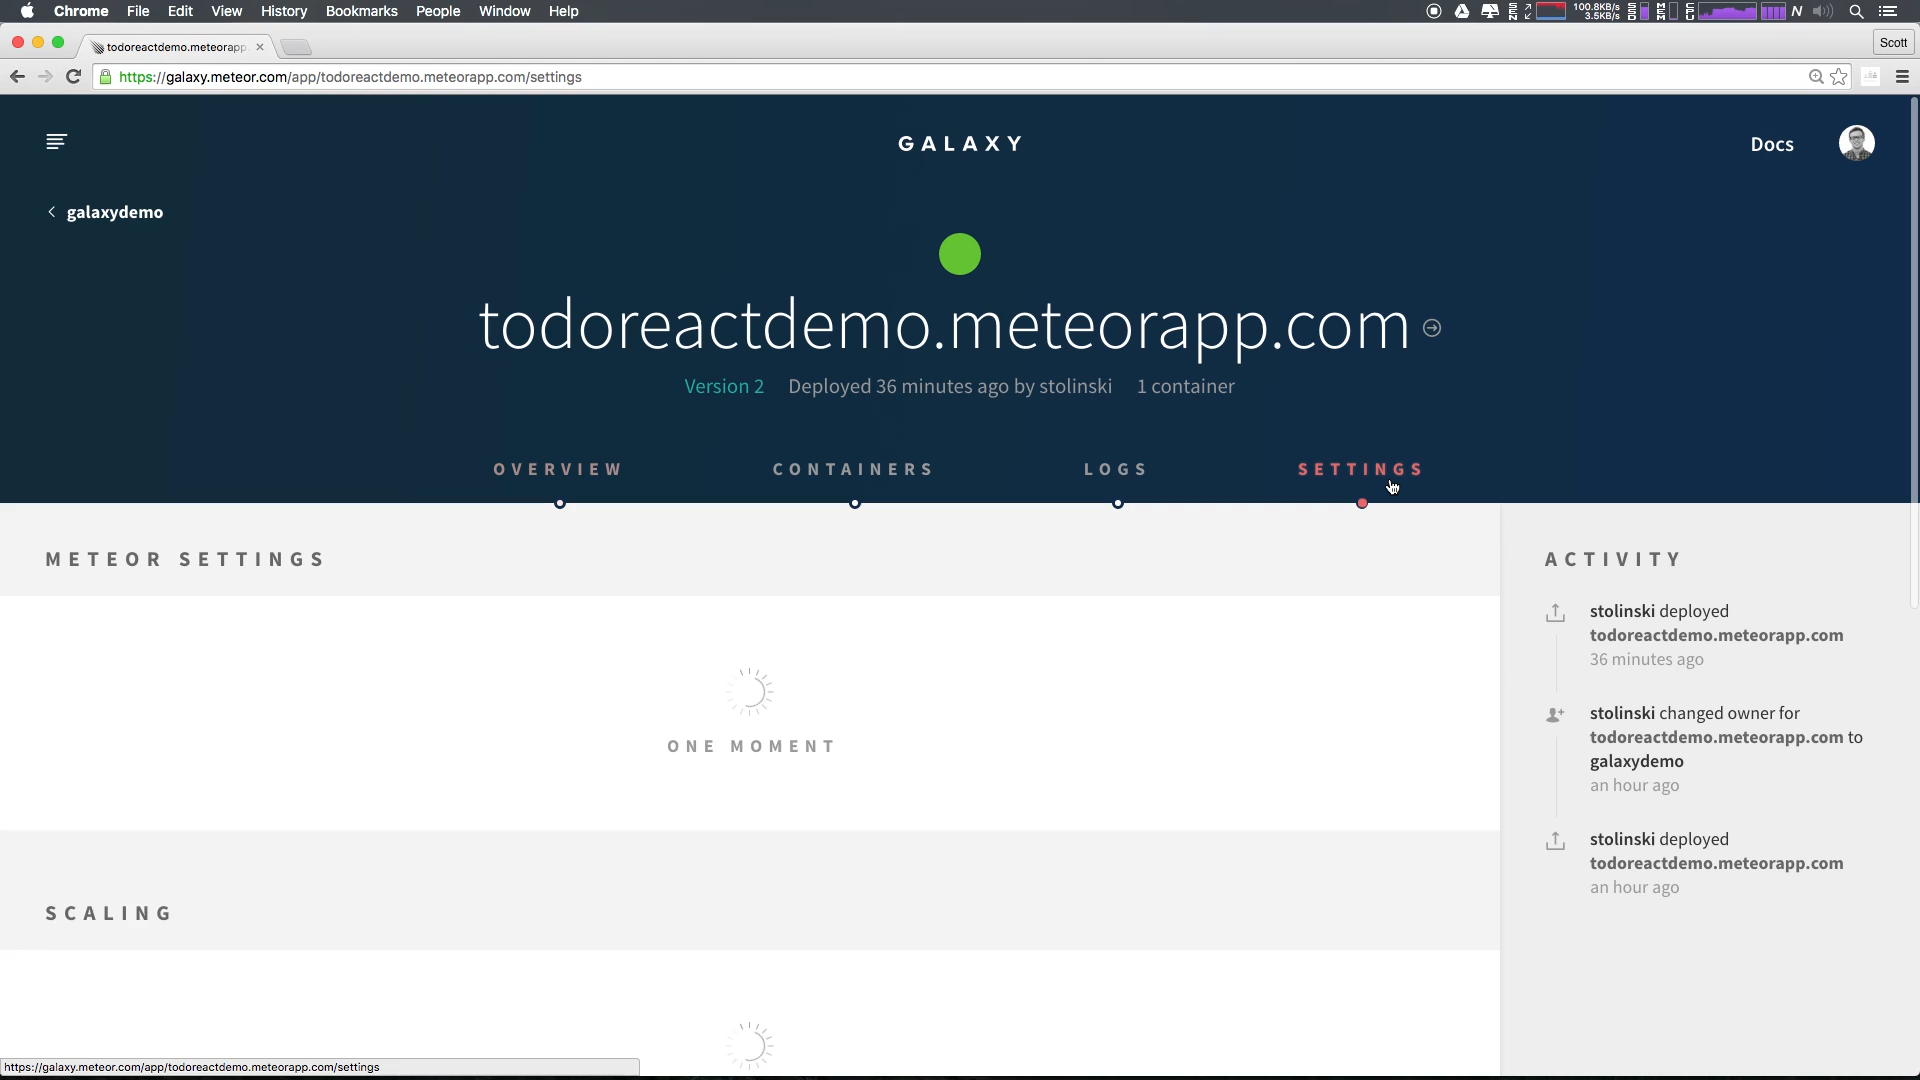 Chrome File Edit View History Bookmarks People Window Help
100.8KB/s
3.5KB/s
todoreactdemo.meteorapp
Scott
https://galaxy.meteor.com/app/todoreactdemo.meteorapp.com/settings
GALAXY
Docs
galaxydemo
todoreactdemo.meteorapp.com
Version 2 Deployed 36 minutes ago by stolinski 1 container
OVERVIEW CONTAINERS LOGS SETTINGS
METEOR SETTINGS
ONE MOMENT
SCALING
ACTIVITY
stolinski deployed
todoreactdemo.meteorapp.com
36 minutes ago
stolinski changed owner for
todoreactdemo.meteorapp.com to
galaxydemo
an hour ago
stolinski deployed
todoreactdemo.meteorapp.com
an hour ago
https://galaxy.meteor.com/app/todoreactdemo.meteorapp.com/settings